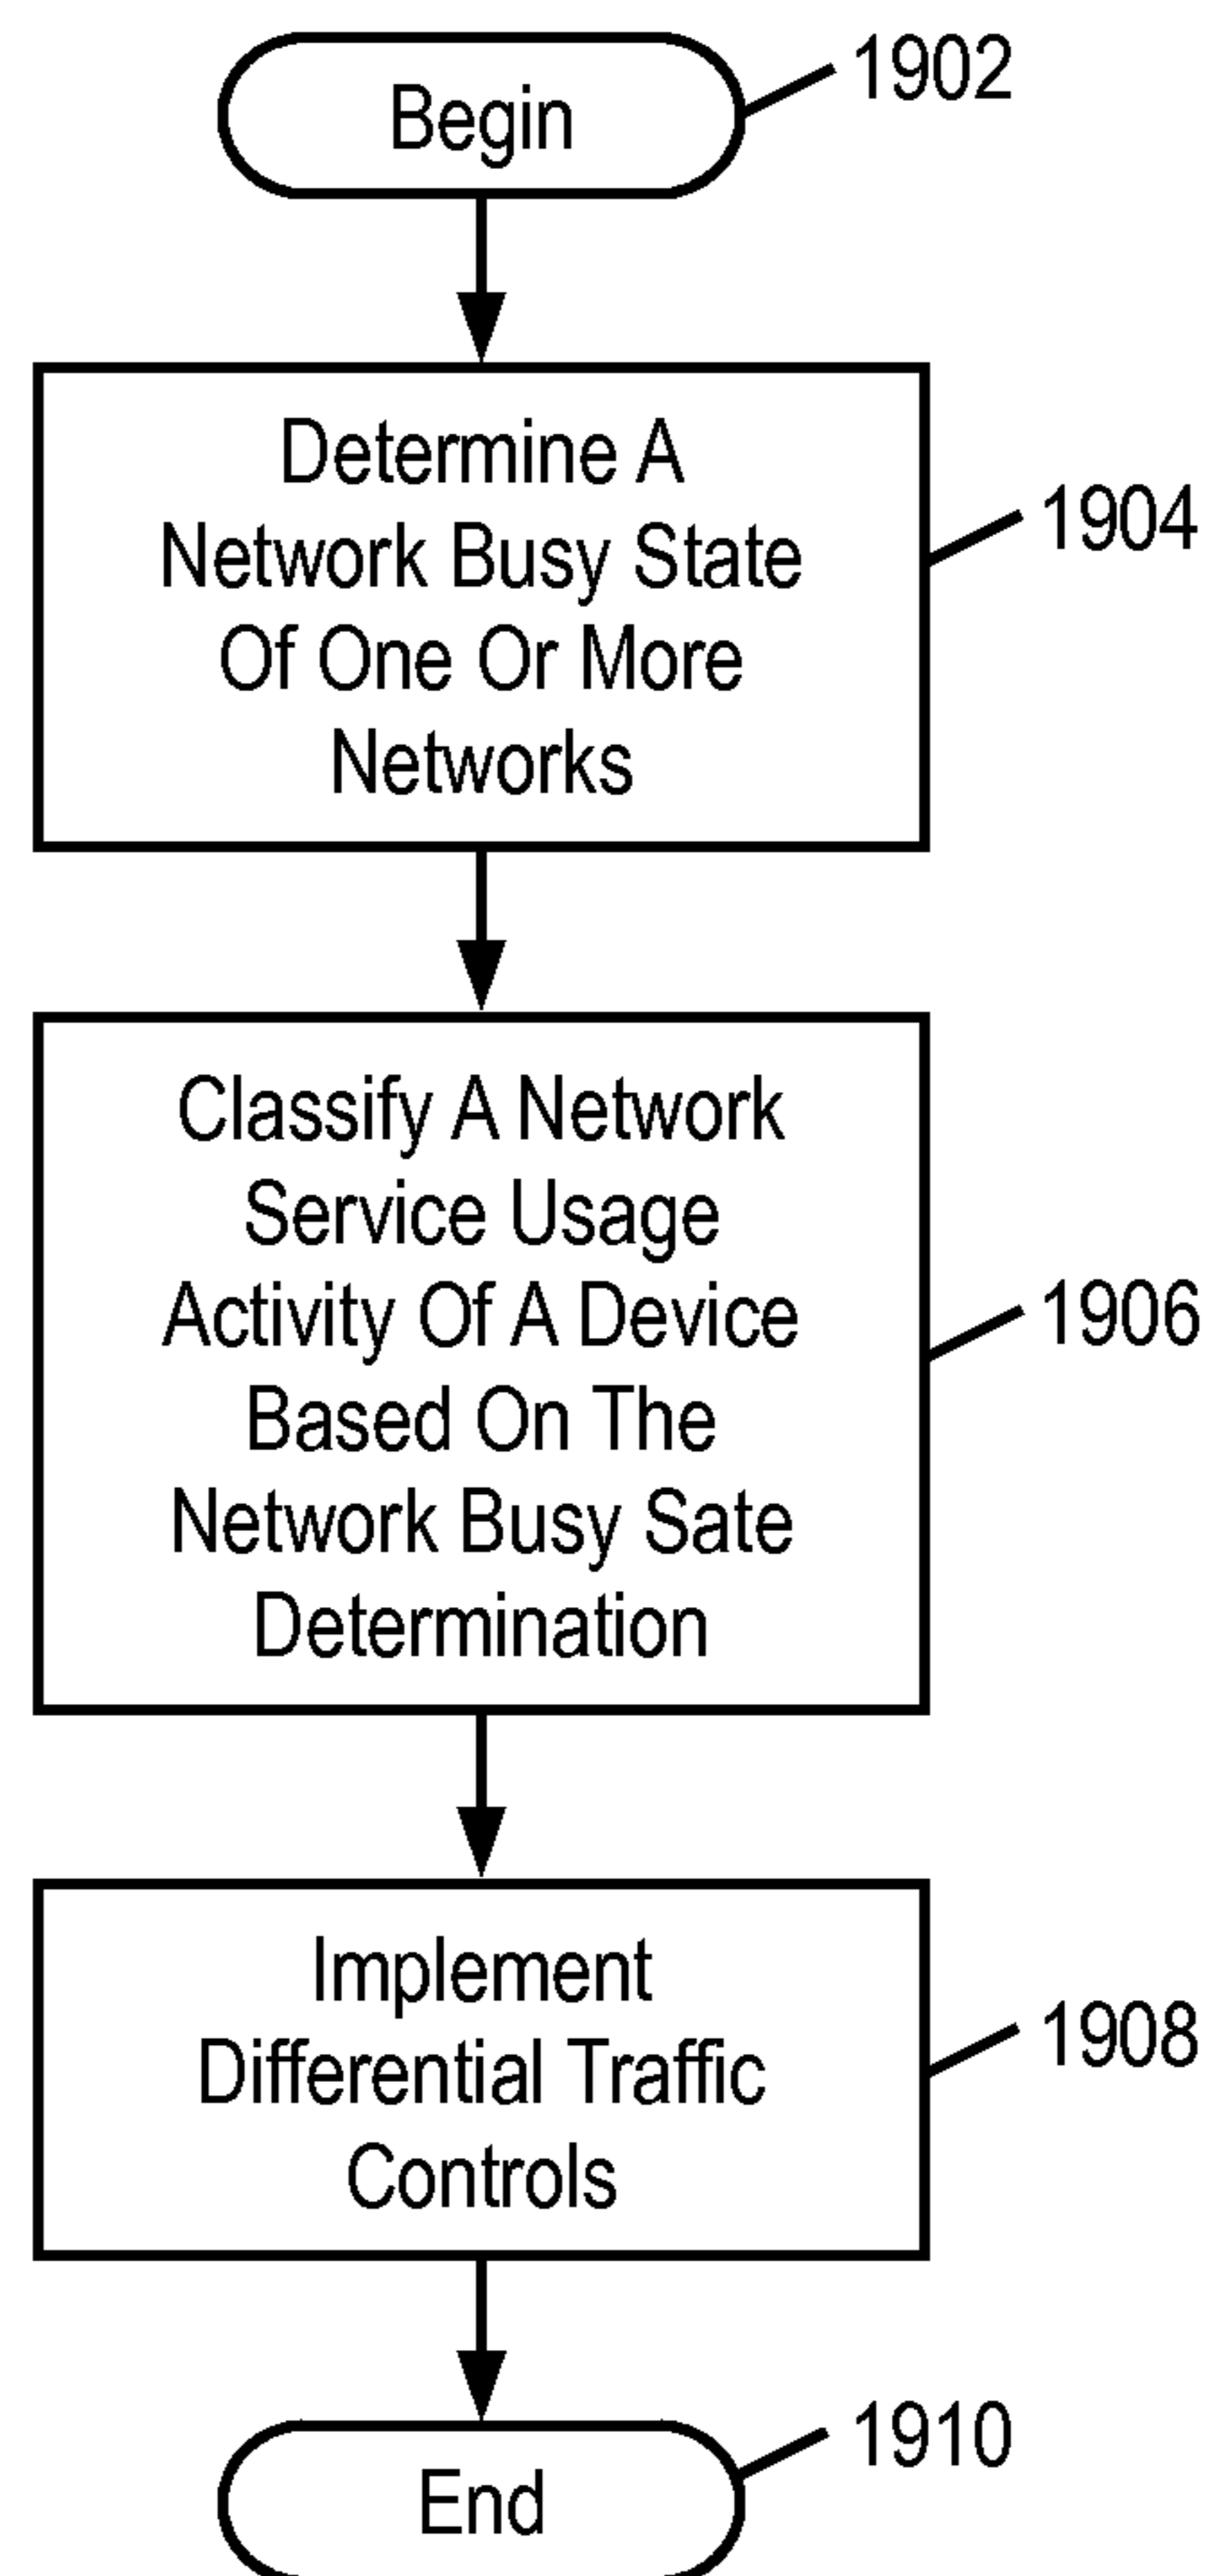 Begin
1902
Determine A
Network Busy State
Of One Or More
Networks
1904
Classify A Network
Service Usage
Activity Of A Device
Based On The
Network Busy Sate
Determination
1906
Implement
Differential Traffic
Controls
1908
End
1910